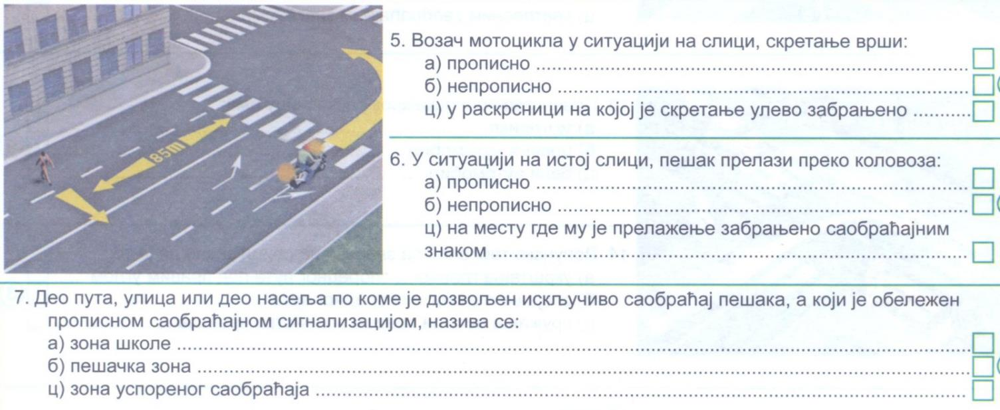 85m
5. Возач мотоцикла у ситуацији на слици, скретање врши:
а) прописно
б) непрописно
ц) у раскрсници на којој је скретање улево забрањено
6. У ситуацији на истој слици, пешак прелази преко коловоза:
а) прописно
б) непрописно
ц) на месту где му је прелажење забрањено саобраћајним
знаком
7. Део пута, улица или део насеља по коме је дозвољен искључиво саобраћај пешака, а који је обележен
прописном саобраћајном сигнализацијом, назива се:
а) зона школе
б) пешачка зона
ц) зона успореног саобраћаја